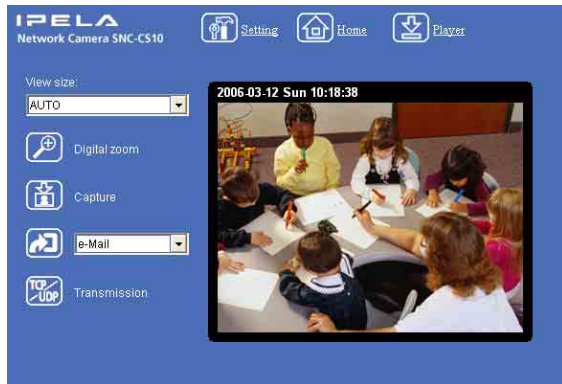 IPELA
Network Camera SNC-CS10
Setting
Home
Player
View size:
AUTO
Digital zoom
Capture
e-Mail
TCP
/UDP
Transmission
2006-03-12 Sun 10:18:38